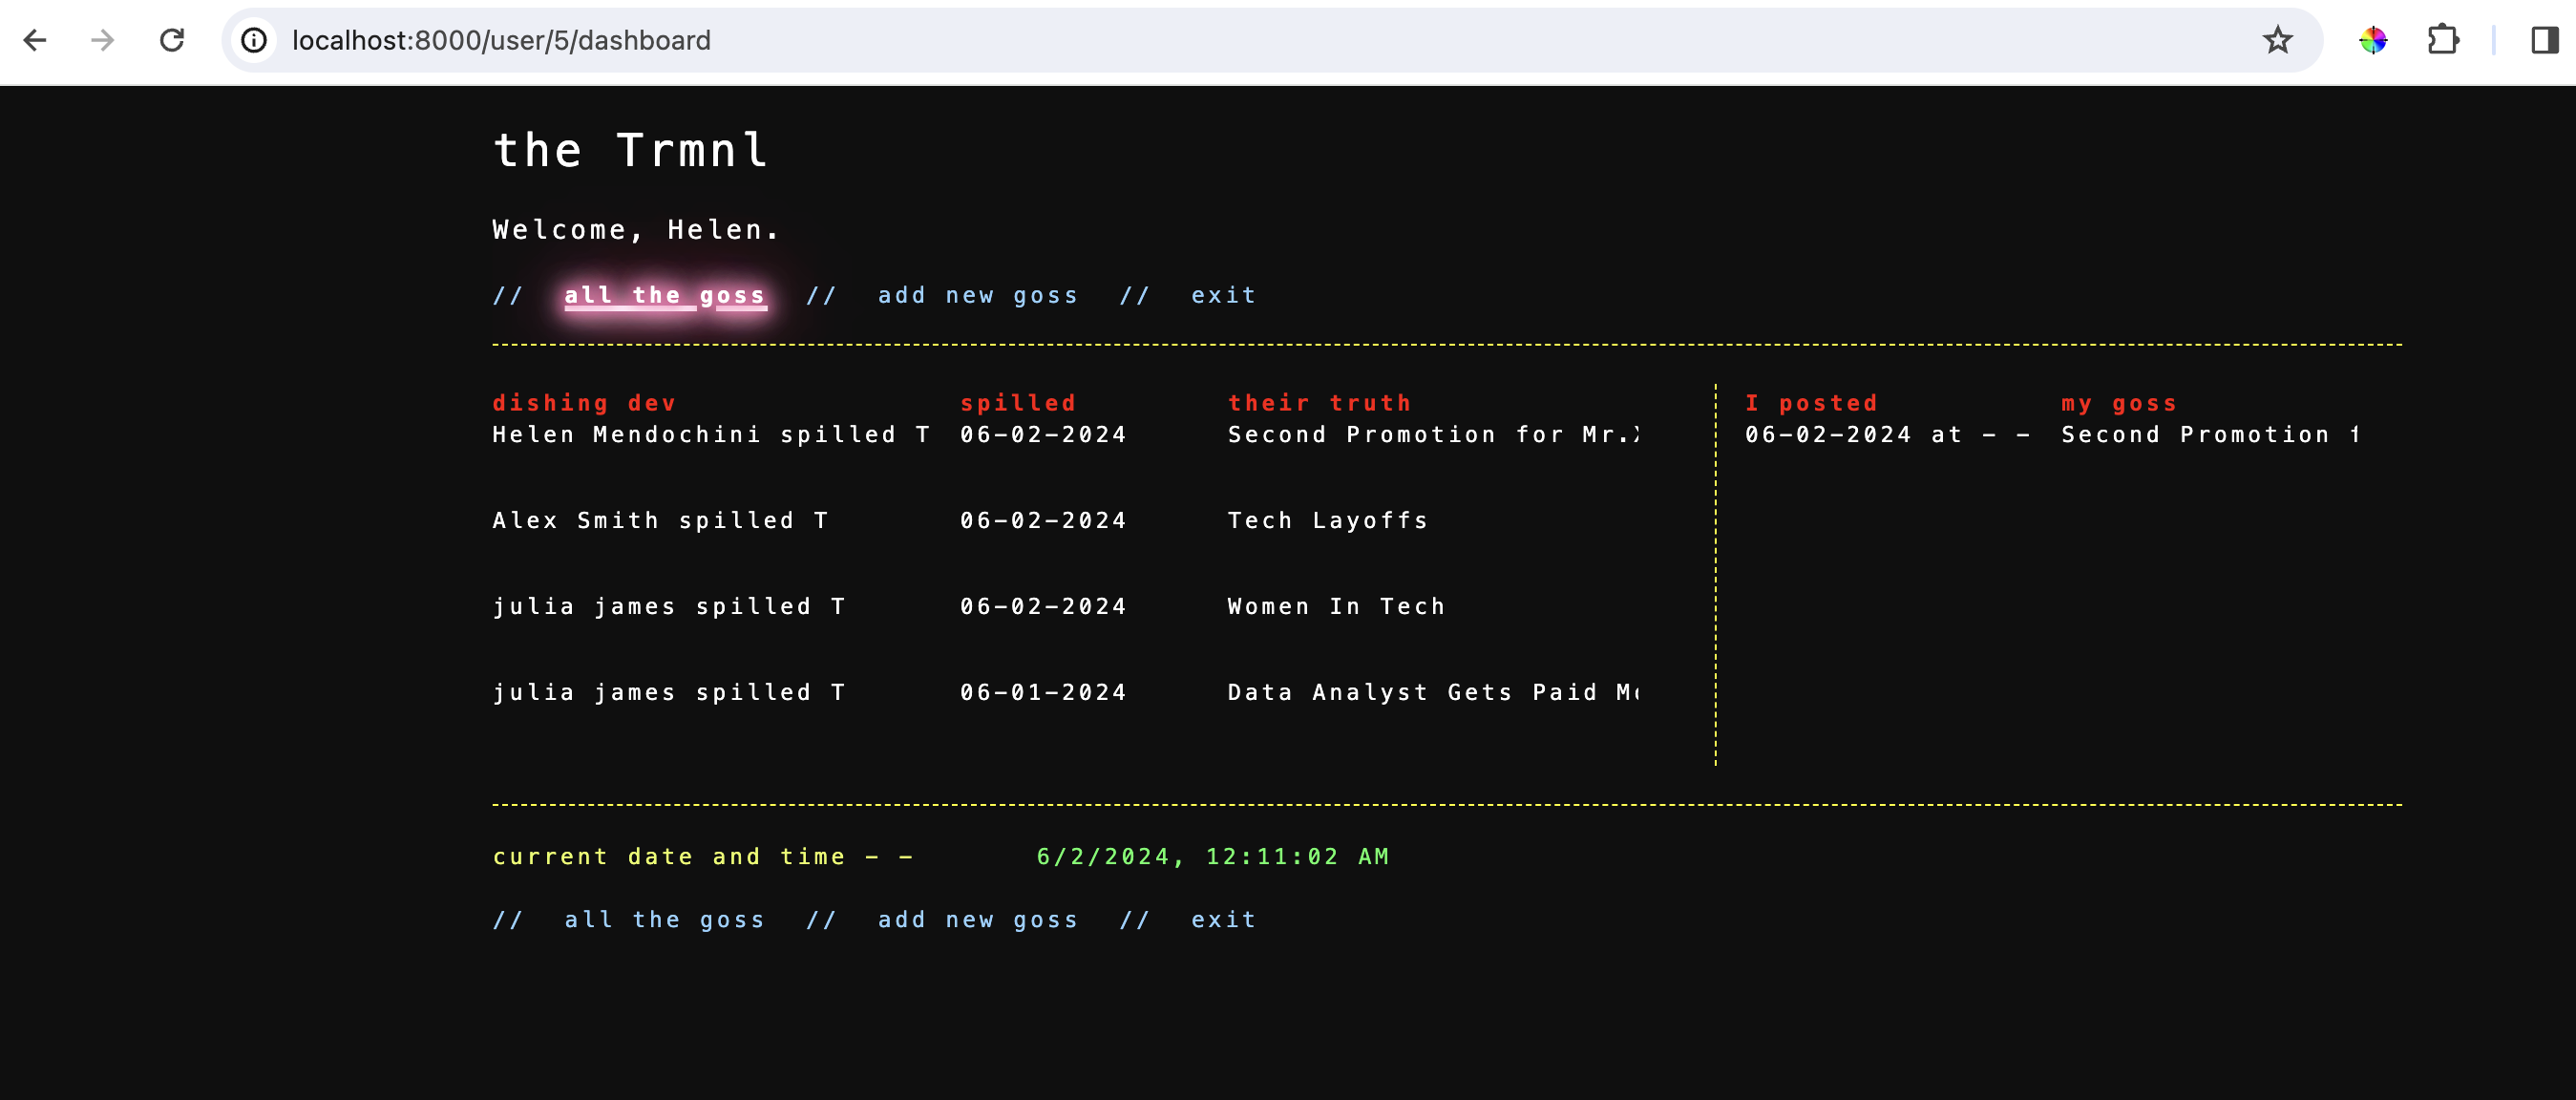 localhost:8000/user/5/dashboard
the Trmnl
Welcome, Helen.
// all the goss // add new goss // exit
dishing dev spilled their truth I posted my goss
Helen Mendochini spilled T 06-02-2024 Second Promotion for 06-02-2024 at - - Second Promotion
Alex Smith spilled T 06-02-2024 Tech Layoffs
julia james spilled T 06-02-2024 Women In Tech
julia james spilled T 06-01-2024 Data Analyst Gets Paid
current date and time - - 6/2/2024, 12:11:02 AM
// all the goss // add new goss // exit